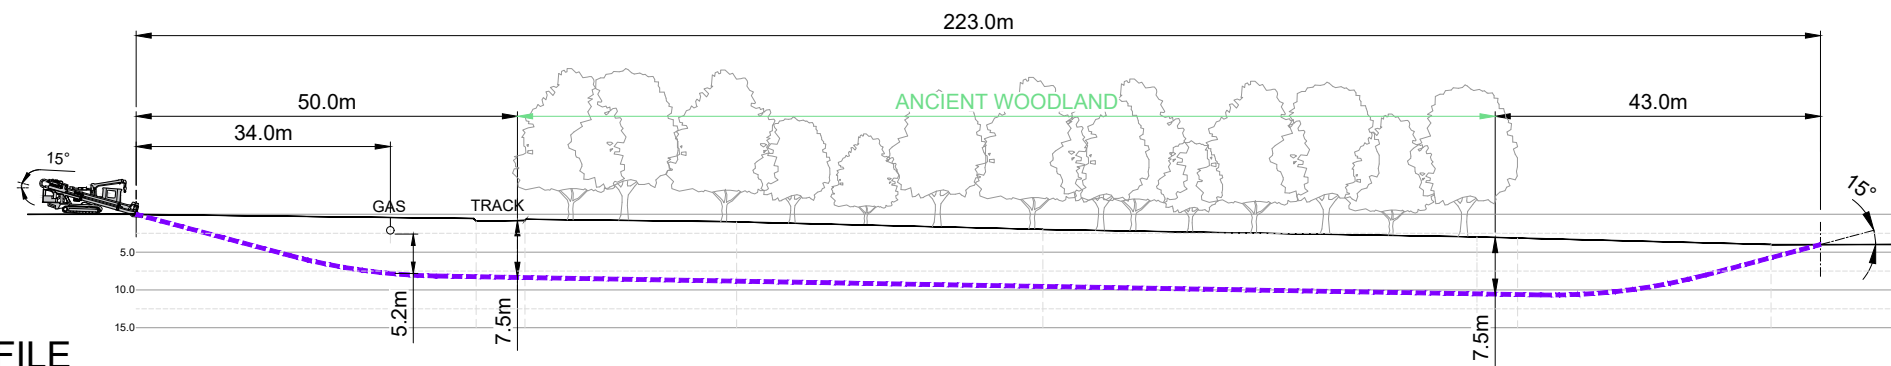 223.0m
ANCIENT WOODLAND
50.0m
43.0m
34.0m
15°
15°
GAS
TRACK
5.0
10.0
15.0
5.2m
7.5m
7.5m
FILE